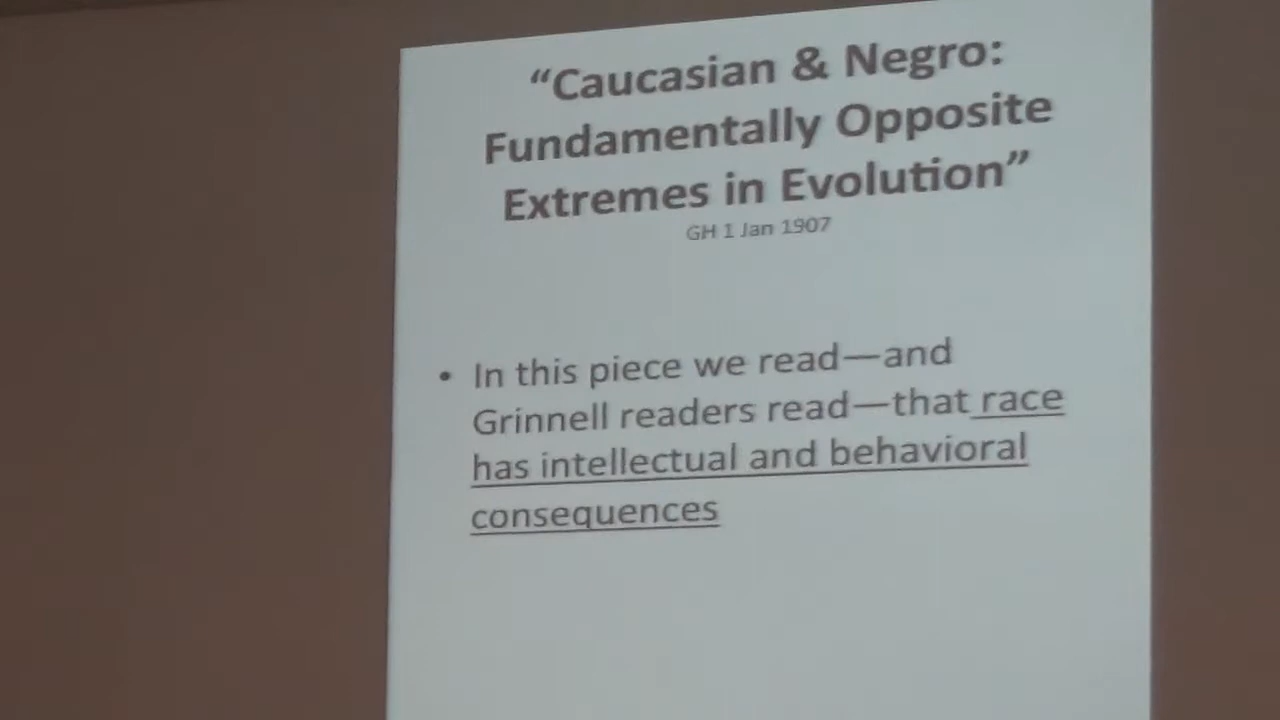 “Caucasian & Negro:
Fundamentally Opposite
Extremes in Evolution”
GH 1 Jan 1907
• In this piece we read—and
Grinnell readers read—that race
has intellectual and behavioral
consequences